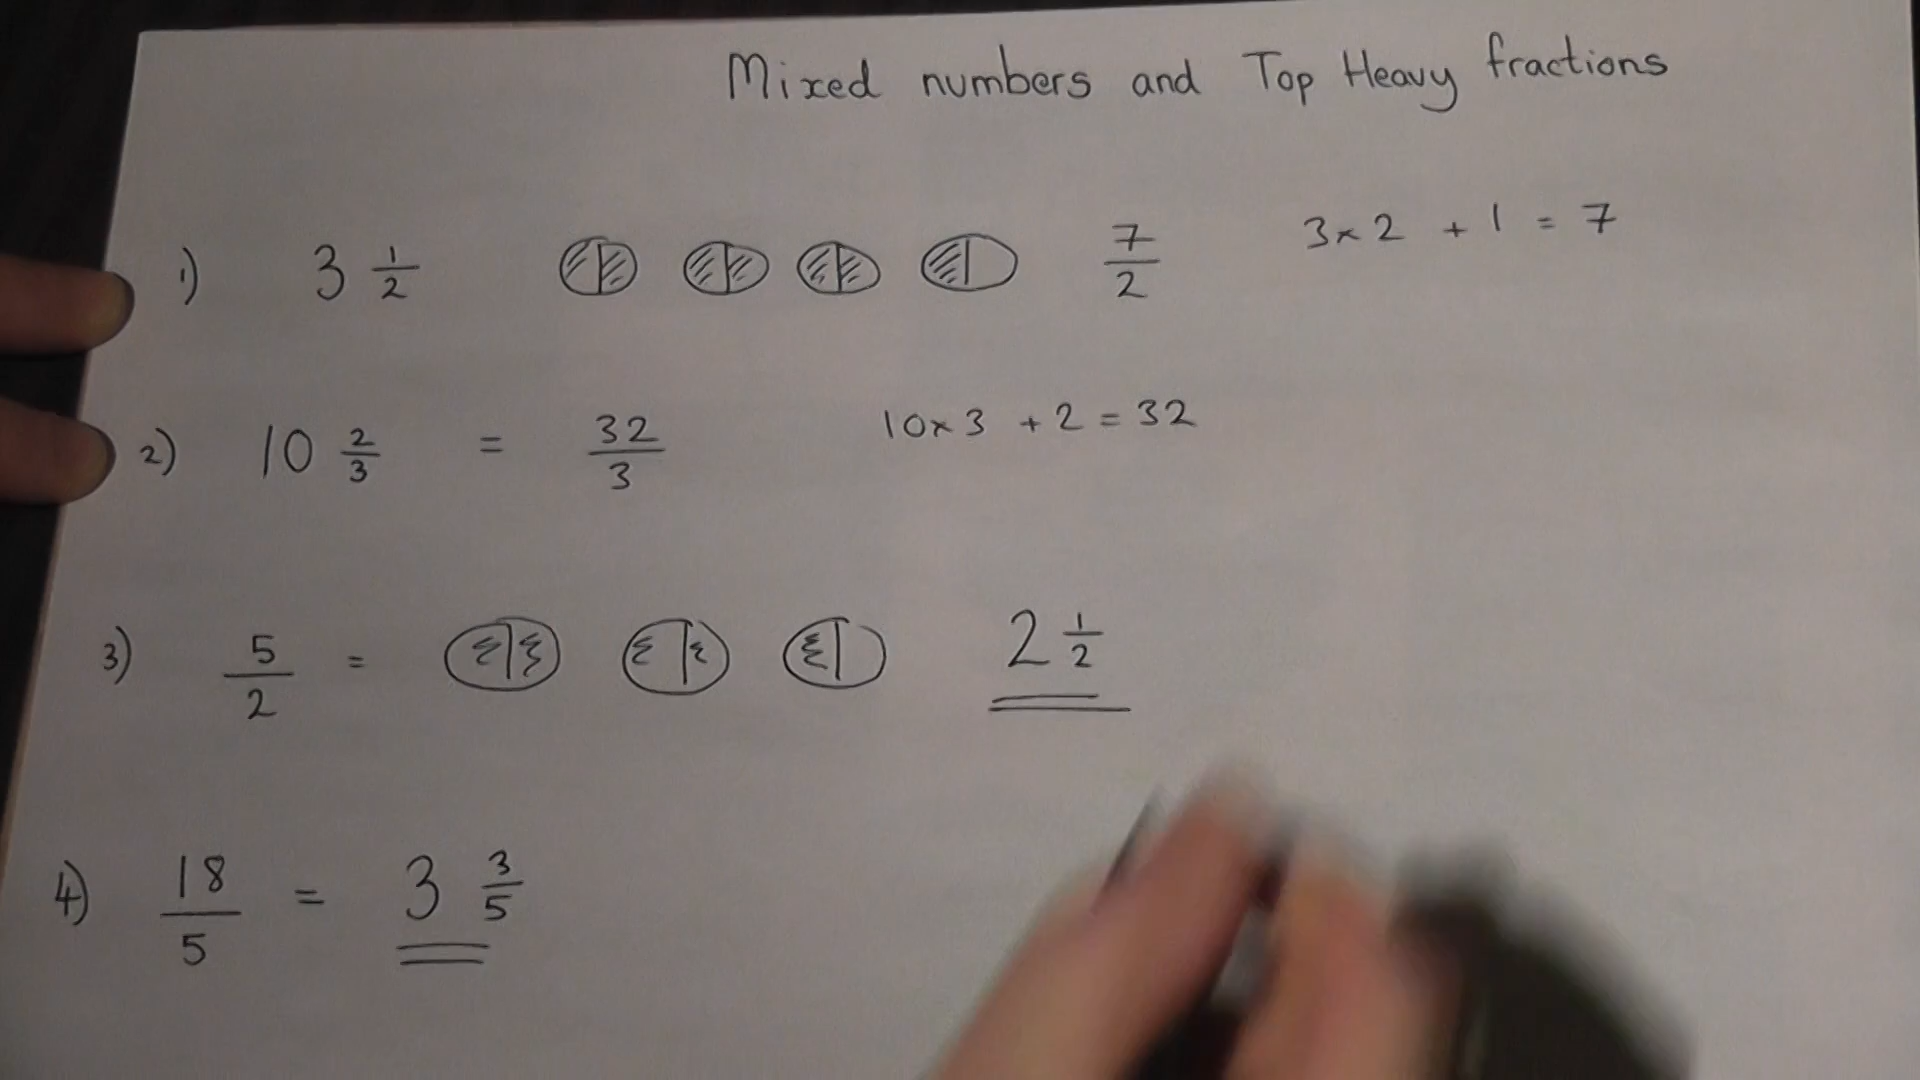 Mixed numbers and Top Heavy fractions
1) 3 1/2 7/2 3 x 2 + 1 = 7
2) 10 2/3 = 32/3 10 x 3 + 2 = 32
3) 5/2 = 2 1/2
4) 18/5 = 3 3/5